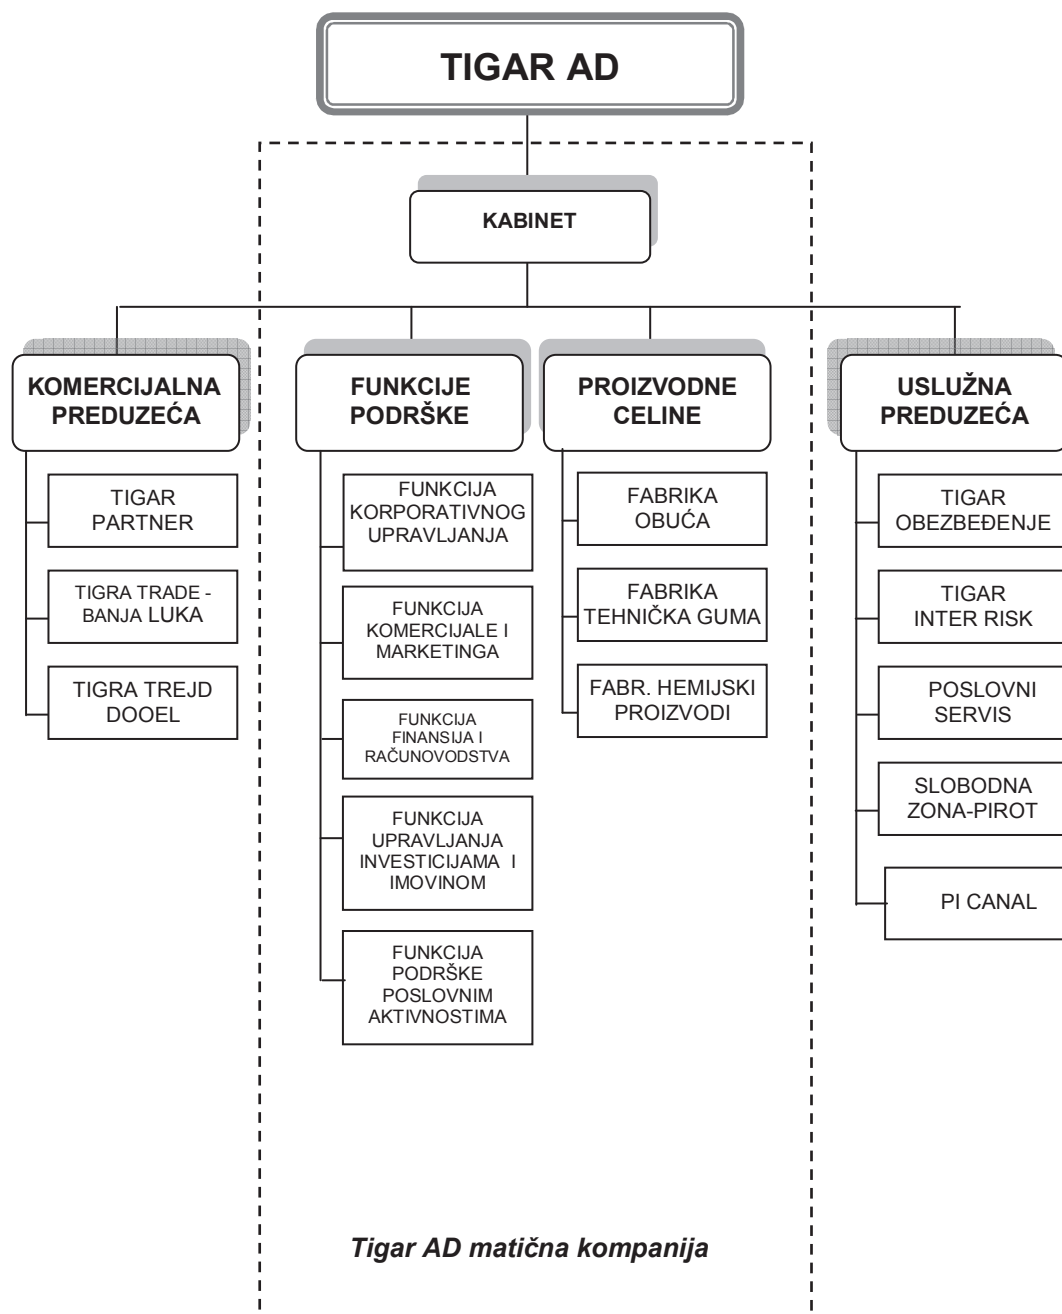 TIGAR AD
KABINET
KOMERCIJALNA
PREDUZEĆA
TIGAR
PARTNER
TIGRA TRADE -
BANJA LUKA
TIGRA TREJD
DOOEL
FUNKCIJE
PODRŠKE
FUNKCIJA
KORPORATIVNOG
UPRAVLJANJA
FUNKCIJA
KOMERCIJALE I
MARKETINGA
FUNKCIJA
FINANSIJA I
RAČUNOVODSTVA
FUNKCIJA
UPRAVLJANJA
INVESTICIJAMA I
IMOVINOM
FUNKCIJA
PODRŠKE
POSLOVNIM
AKTIVNOSTIMA
PROIZVODNE
CELINE
FABRIKA
OBUĆA
FABRIKA
TEHNIČKA GUMA
FABR. HEMIJSKI
PROIZVODI
USLUŽNA
PREDUZEĆA
TIGAR
OBEZBEĐENJE
TIGAR
INTER RISK
POSLOVNI
SERVIS
SLOBODNA
ZONA-PIROT
PI CANAL
Tigar AD matična kompanija